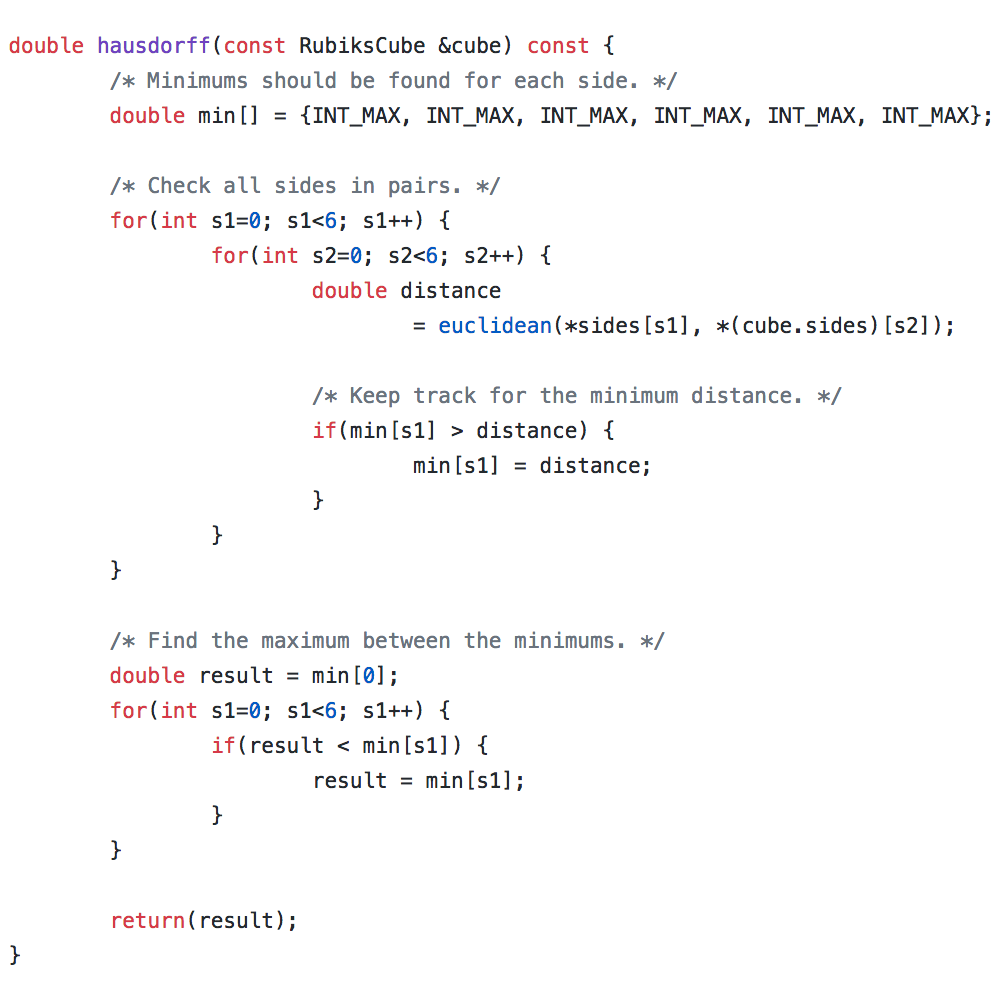 double hausdorff(const RubiksCube &cube) const {
        /* Minimums should be found for each side. */
        double min[] = {INT_MAX, INT_MAX, INT_MAX, INT_MAX, INT_MAX, INT_MAX};

        /* Check all sides in pairs. */
        for(int s1=0; s1<6; s1++) {
                for(int s2=0; s2<6; s2++) {
                        double distance
                                = euclidean(*sides[s1], *(cube.sides)[s2]);

                        /* Keep track for the minimum distance. */
                        if(min[s1] > distance) {
                                min[s1] = distance;
                        }
                }
        }

        /* Find the maximum between the minimums. */
        double result = min[0];
        for(int s1=0; s1<6; s1++) {
                if(result < min[s1]) {
                        result = min[s1];
                }
        }

        return(result);
}